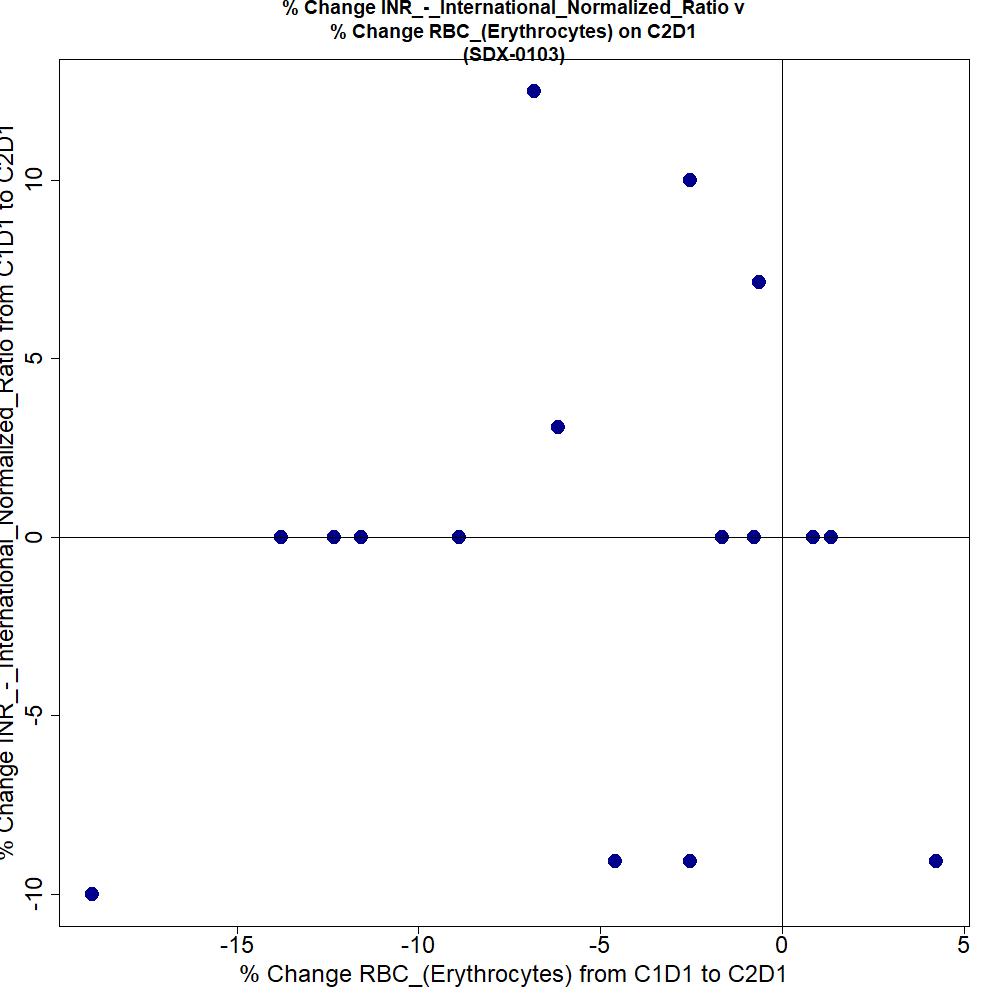 % Change INR_-_International_Normalized_Ratio v
% Change RBC_(Erythrocytes) on C2D1
(SDX-0103)
% Change INR_-_International_Normalized_Ratio from C1D1 to C2D1
10
5
0
-5
-10
-15
-10
-5
0
5
% Change RBC_(Erythrocytes) from C1D1 to C2D1